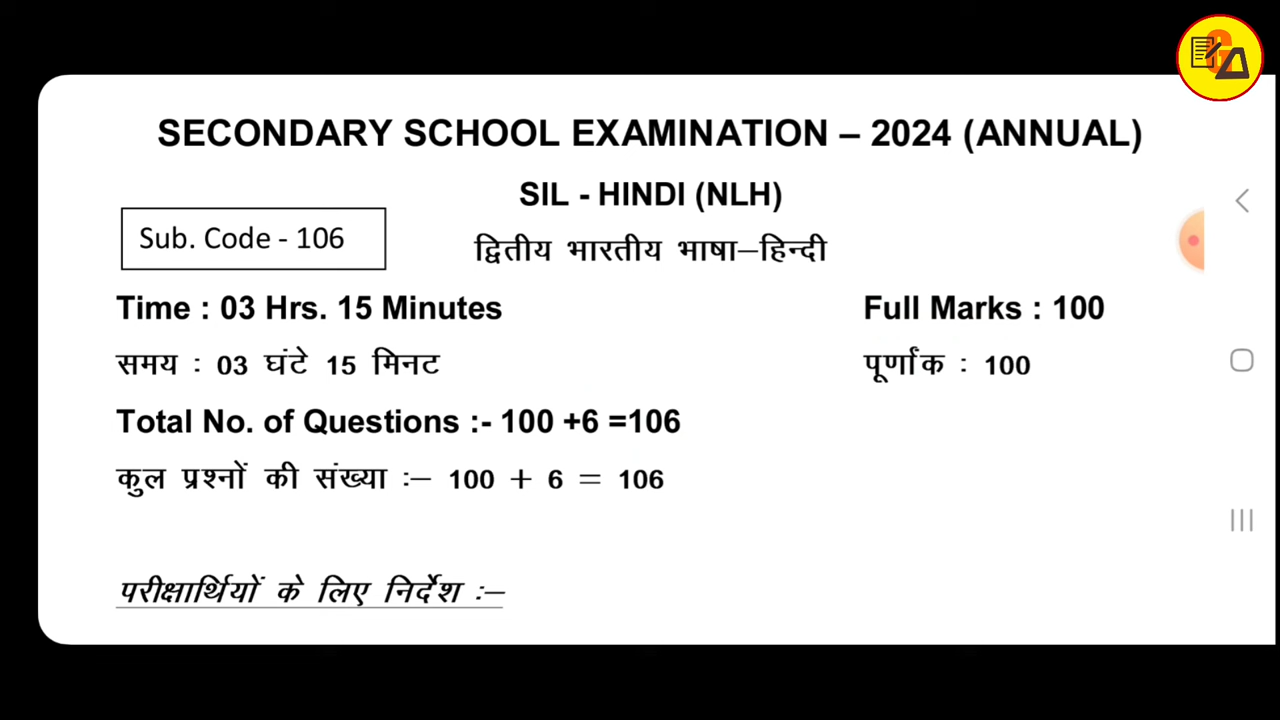 SECONDARY SCHOOL EXAMINATION – 2024 (ANNUAL)
SIL - HINDI (NLH)
Sub. Code - 106
द्वितीय भारतीय भाषा–हिन्दी
Time : 03 Hrs. 15 Minutes
Full Marks : 100
समय : 03 घंटे 15 मिनट
पूर्णांक : 100
Total No. of Questions :- 100 +6 =106
कुल प्रश्नों की संख्या :– 100 + 6 = 106
परीक्षार्थियों के लिए निर्देश :–